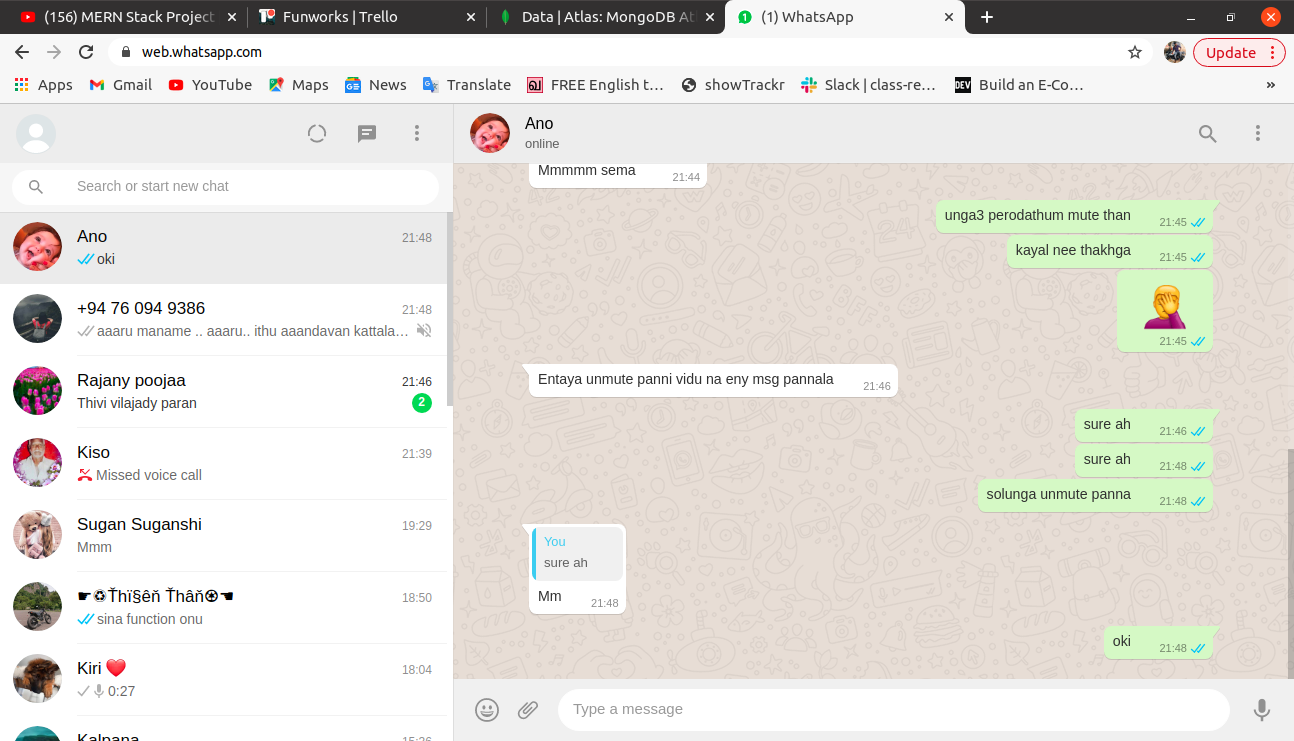 (156) MERN Stack Project
Funworks | Trello
Data | Atlas: MongoDB Atl
(1) WhatsApp
web.whatsapp.com
Update
Apps
Gmail
YouTube
Maps
News
Translate
FREE English t…
showTrackr
Slack | class-re…
DEV
Build an E-Co…
»
Search or start new chat
Ano
21:48
oki
+94 76 094 9386
21:48
aaaru maname .. aaaru.. ithu aaandavan kattala…
Rajany poojaa
21:46
Thivi vilajady paran
2
Kiso
21:39
Missed voice call
Sugan Suganshi
19:29
Mmm
☛♻Ťhï§êň Ťhâň♼☚
18:50
sina function onu
Kiri ❤️
18:04
0:27
Kalpana
15:26
Ano
online
Mmmmm sema
21:44
unga3 perodathum mute than
21:45
kayal nee thakhga
21:45
🤦
21:45
Entaya unmute panni vidu na eny msg pannala
21:46
sure ah
21:46
sure ah
21:48
solunga unmute panna
21:48
You
sure ah
Mm
21:48
oki
21:48
Type a message